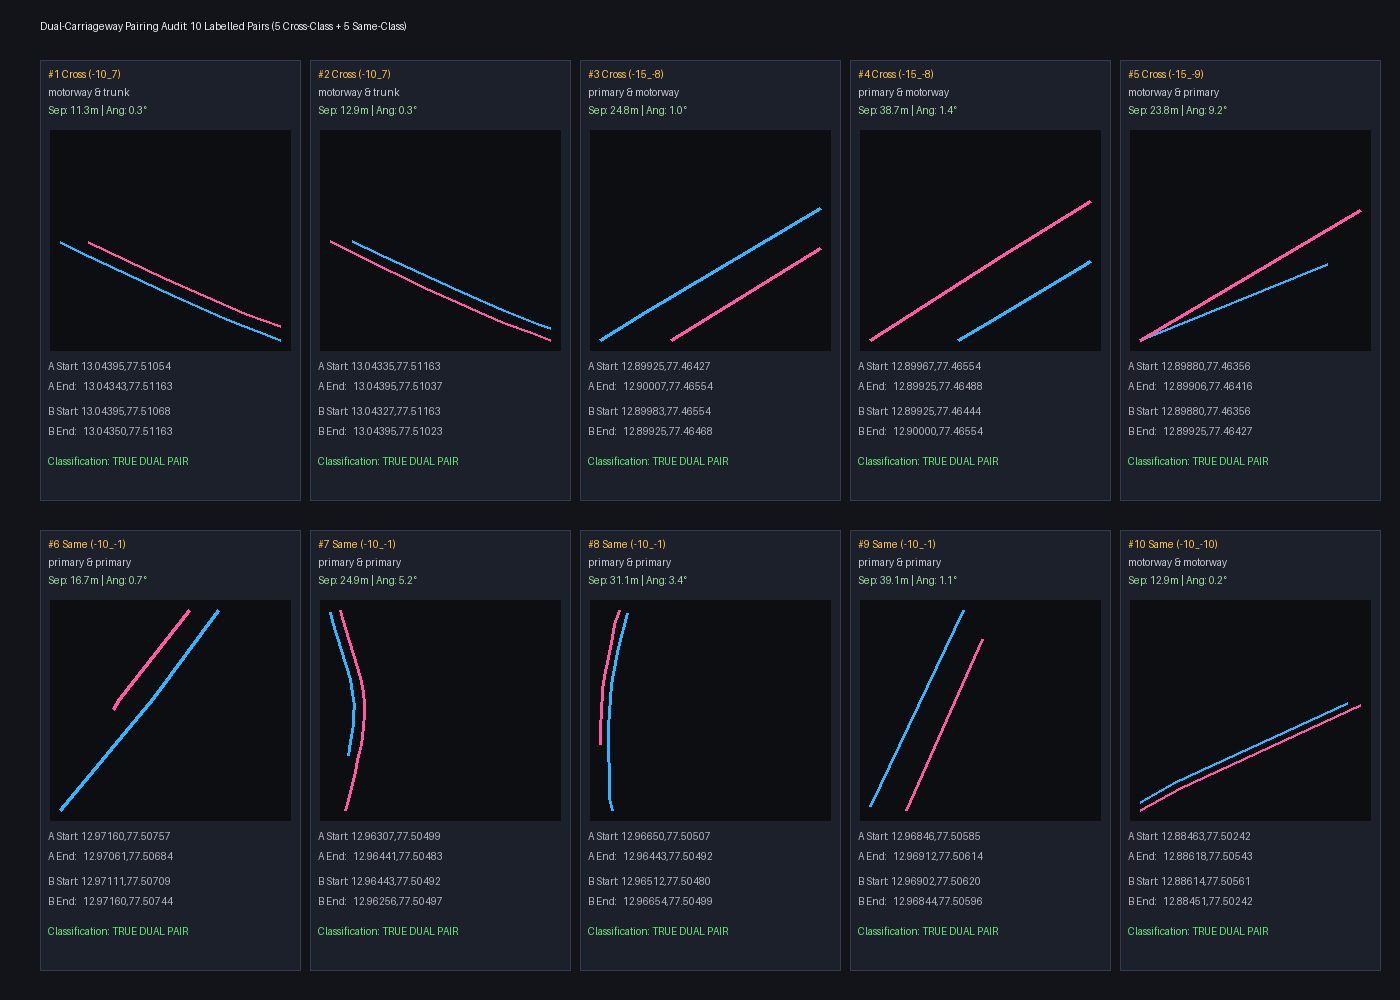 Dual-Carriageway Pairing Audit: 10 Labelled Pairs (5 Cross-Class + 5 Same-Class)
#1 Cross (-10_7)
motorway & trunk
Sep: 11.3m | Ang: 0.3°
A Start: 13.04395,77.51054
A End: 13.04343,77.51163
B Start: 13.04395,77.51068
B End: 13.04350,77.51163
Classification: TRUE DUAL PAIR
#2 Cross (-10_7)
motorway & trunk
Sep: 12.9m | Ang: 0.3°
A Start: 13.04335,77.51163
A End: 13.04395,77.51037
B Start: 13.04327,77.51163
B End: 13.04395,77.51023
Classification: TRUE DUAL PAIR
#3 Cross (-15_-8)
primary & motorway
Sep: 24.8m | Ang: 1.0°
A Start: 12.89925,77.46427
A End: 12.90007,77.46554
B Start: 12.89983,77.46554
B End: 12.89925,77.46468
Classification: TRUE DUAL PAIR
#4 Cross (-15_-8)
primary & motorway
Sep: 38.7m | Ang: 1.4°
A Start: 12.89967,77.46554
A End: 12.89925,77.46488
B Start: 12.89925,77.46444
B End: 12.90000,77.46554
Classification: TRUE DUAL PAIR
#5 Cross (-15_-9)
motorway & primary
Sep: 23.8m | Ang: 9.2°
A Start: 12.89880,77.46356
A End: 12.89906,77.46416
B Start: 12.89880,77.46356
B End: 12.89925,77.46427
Classification: TRUE DUAL PAIR
#6 Same (-10_-1)
primary & primary
Sep: 16.7m | Ang: 0.7°
A Start: 12.97160,77.50757
A End: 12.97061,77.50684
B Start: 12.97111,77.50709
B End: 12.97160,77.50744
Classification: TRUE DUAL PAIR
#7 Same (-10_-1)
primary & primary
Sep: 24.9m | Ang: 5.2°
A Start: 12.96307,77.50499
A End: 12.96441,77.50483
B Start: 12.96443,77.50492
B End: 12.96256,77.50497
Classification: TRUE DUAL PAIR
#8 Same (-10_-1)
primary & primary
Sep: 31.1m | Ang: 3.4°
A Start: 12.96650,77.50507
A End: 12.96443,77.50492
B Start: 12.96512,77.50480
B End: 12.96654,77.50499
Classification: TRUE DUAL PAIR
#9 Same (-10_-1)
primary & primary
Sep: 39.1m | Ang: 1.1°
A Start: 12.96846,77.50585
A End: 12.96912,77.50614
B Start: 12.96902,77.50620
B End: 12.96844,77.50596
Classification: TRUE DUAL PAIR
#10 Same (-10_-10)
motorway & motorway
Sep: 12.9m | Ang: 0.2°
A Start: 12.88463,77.50242
A End: 12.88618,77.50543
B Start: 12.88614,77.50561
B End: 12.88451,77.50242
Classification: TRUE DUAL PAIR